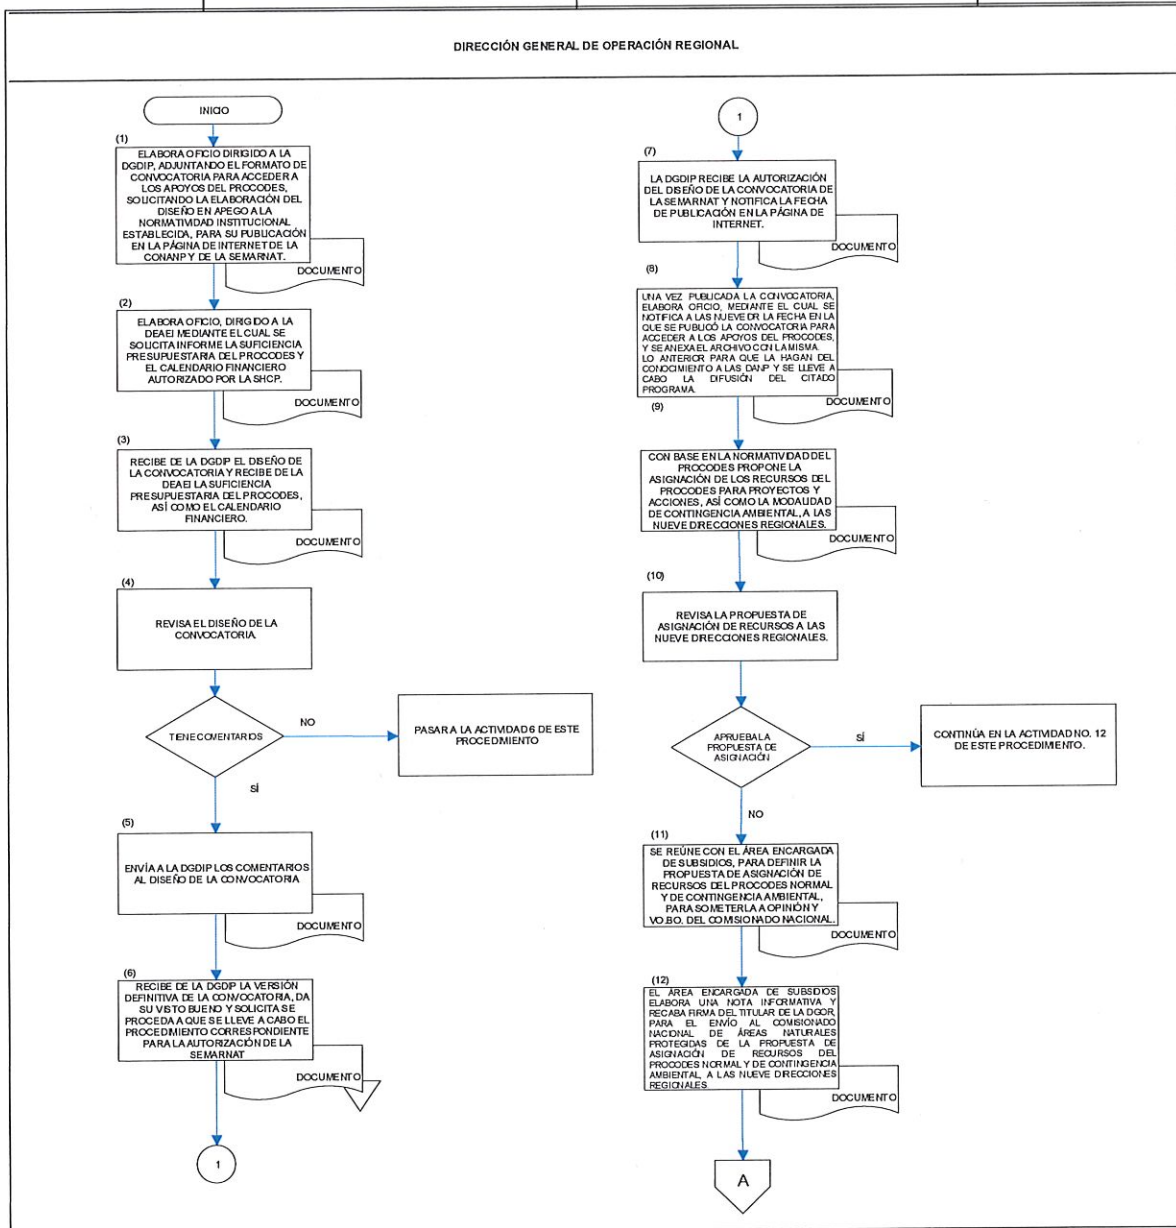 DIRECCIÓN GENERAL DE OPERACIÓN REGIONAL
INICIO
(1)
ELABORA OFICIO DIRIGIDO A LA
DGDIP, ADJUNTANDO EL FORMATO DE
CONVOCATORIA PARA ACCEDER A
LOS APOYOS DEL PROCODES,
SOLICITANDO LA ELABORACIÓN DEL
DISEÑO EN APEGO A LA
NORMATIVIDAD INSTITUCIONAL
ESTABLECIDA, PARA SU PUBLICACIÓN
EN LA PÁGINA DE INTERNET DE LA
CONANP Y DE LA SEMARNAT.
DOCUMENTO
(2)
ELABORA OFICIO, DIRIGIDO A LA
DEAEI MEDIANTE EL CUAL SE
SOLICITA INFORME LA SUFICIENCIA
PRESUPUESTARIA DEL PROCODES Y
EL CALENDARIO FINANCIERO
AUTORIZADO POR LA SHCP.
DOCUMENTO
(3)
RECIBE DE LA DGDIP EL DISEÑO DE
LA CONVOCATORIA Y RECIBE DE LA
DEAEI LA SUFICIENCIA
PRESUPUESTARIA DEL PROCODES,
ASÍ COMO EL CALENDARIO
FINANCIERO.
DOCUMENTO
(4)
REVISA EL DISEÑO DE LA
CONVOCATORIA
TIENE COMENTARIOS
NO
PASAR A LA ACTIVIDAD 6 DE ESTE
PROCEDIMIENTO
SÍ
(5)
ENVÍA A LA DGDIP LOS COMENTARIOS
AL DISEÑO DE LA CONVOCATORIA
DOCUMENTO
(6)
RECIBE DE LA DGDIP LA VERSIÓN
DEFINITIVA DE LA CONVOCATORIA, DA
SU VISTO BUENO Y SOLICITA SE
PROCEDA A QUE SE LLEVE A CABO EL
PROCEDIMIENTO CORRESPONDIENTE
PARA LA AUTORIZACIÓN DE LA
SEMARNAT
DOCUMENTO
1
1
(7)
LA DGDIP RECIBE LA AUTORIZACIÓN
DEL DISEÑO DE LA CONVOCATORIA DE
LA SEMARNAT Y NOTIFICA LA FECHA
DE PUBLICACIÓN EN LA PÁGINA DE
INTERNET.
DOCUMENTO
(8)
UNA VEZ PUBLICADA LA CONVOCATORIA,
ELABORA OFICIO, MEDIANTE EL CUAL SE
NOTIFICA A LAS NUEVE DR LA FECHA EN LA
QUE SE PUBLICÓ LA CONVOCATORIA PARA
ACCEDER A LOS APOYOS DEL PROCODES,
Y SE ANEXA EL ARCHIVO CON LA MISMA.
LO ANTERIOR PARA QUE LA HAGAN DEL
CONOCIMIENTO A LAS DANP Y SE LLEVE A
CABO LA DIFUSIÓN DEL CITADO
PROGRAMA.
DOCUMENTO
(9)
CON BASE EN LA NORMATIVIDAD DEL
PROCODES PROPONE LA
ASIGNACIÓN DE LOS RECURSOS DEL
PROCODES PARA PROYECTOS Y
ACCIONES, ASÍ COMO LA MODALIDAD
DE CONTINGENCIA AMBIENTAL, A LAS
NUEVE DIRECCIONES REGIONALES.
DOCUMENTO
(10)
REVISA LA PROPUESTA DE
ASIGNACIÓN DE RECURSOS A LAS
NUEVE DIRECCIONES REGIONALES.
APRUEBA LA
PROPUESTA DE
ASIGNACIÓN
SÍ
CONTINÚA EN LA ACTIVIDAD NO. 12
DE ESTE PROCEDIMIENTO.
NO
(11)
SE REÚNE CON EL ÁREA ENCARGADA
DE SUBSIDIOS, PARA DEFINIR LA
PROPUESTA DE ASIGNACIÓN DE
RECURSOS DEL PROCODES NORMAL
Y DE CONTINGENCIA AMBIENTAL,
PARA SOMETERLA A OPINIÓN Y
VO.BO. DEL COMISIONADO NACIONAL.
DOCUMENTO
(12)
EL ÁREA ENCARGADA DE SUBSIDIOS
ELABORA UNA NOTA INFORMATIVA Y
RECABA FIRMA DEL TITULAR DE LA DGOR,
PARA EL ENVÍO AL COMISIONADO
NACIONAL DE ÁREAS NATURALES
PROTEGIDAS DE LA PROPUESTA DE
ASIGNACIÓN DE RECURSOS DEL
PROCODES NORMAL Y DE CONTINGENCIA
AMBIENTAL, A LAS NUEVE DIRECCIONES
REGIONALES.
DOCUMENTO
A